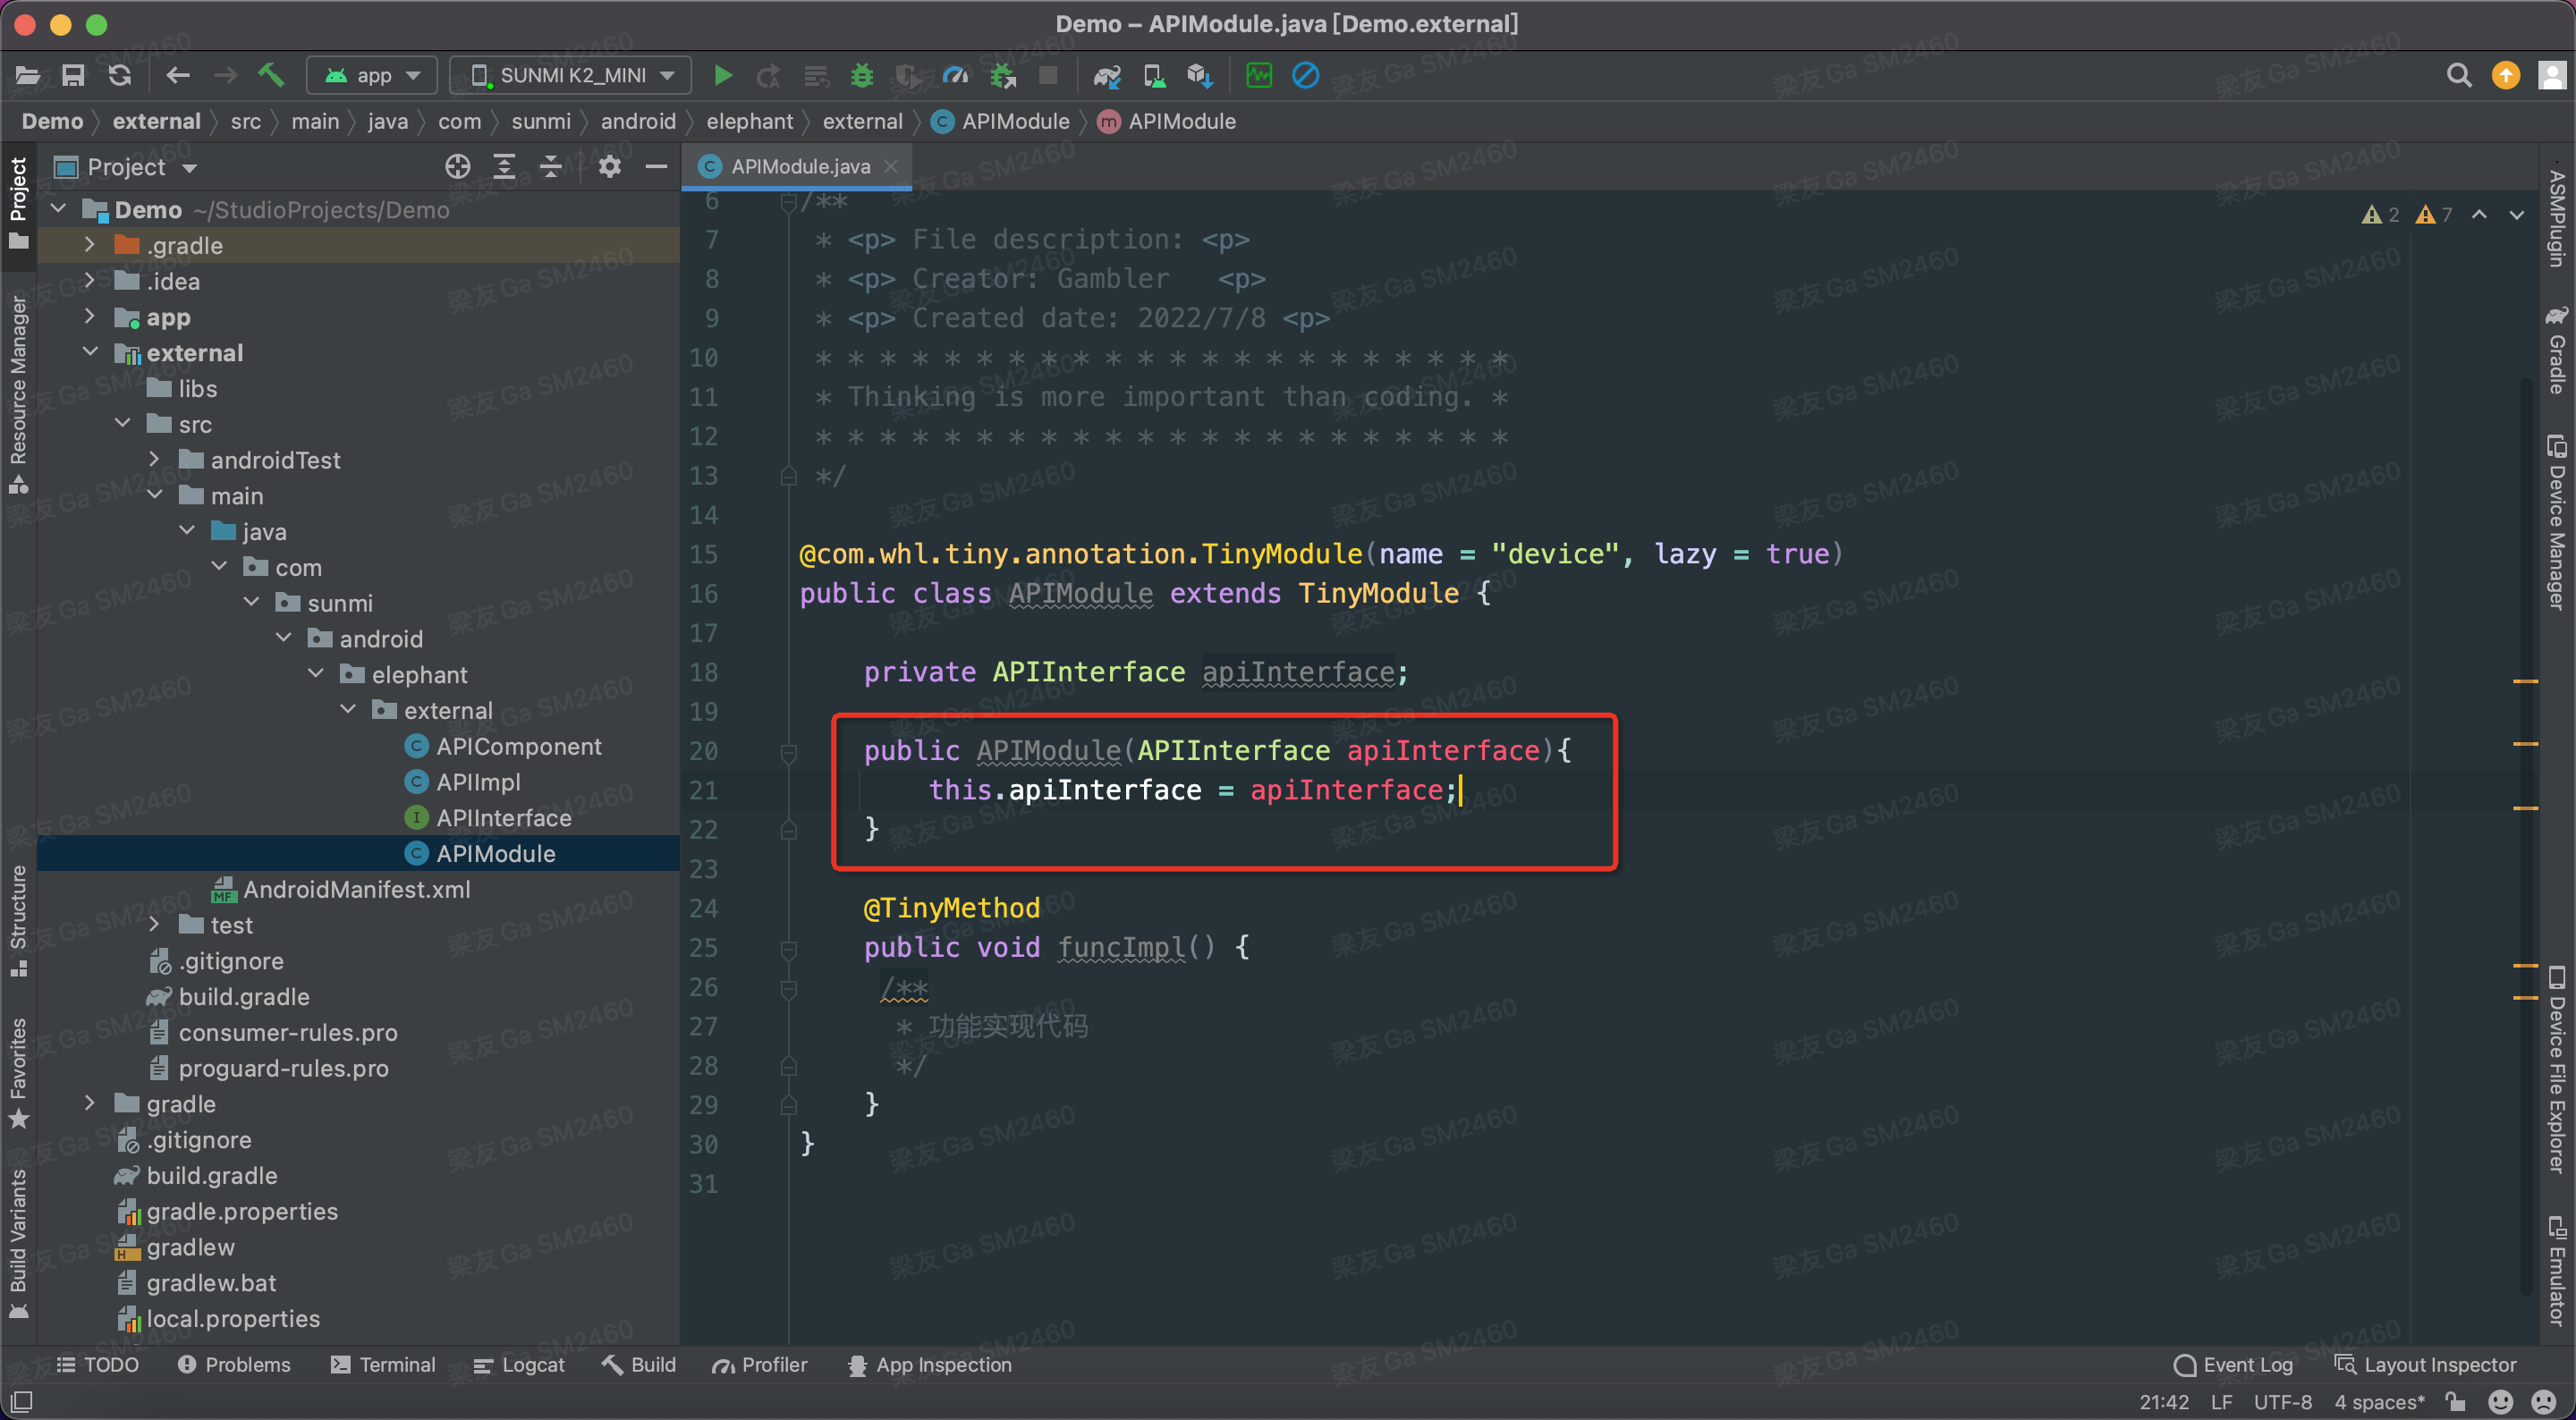 Demo – APIModule.java [Demo.external]
app
SUNMI K2_MINI
Demo external src main java com sunmi android elephant external APIModule APIModule
Project
APIModule.java
Demo ~/StudioProjects/Demo
.gradle
.idea
app
external
libs
src
androidTest
main
java
com
sunmi
android
elephant
external
APIComponent
APIImpl
APIInterface
APIModule
AndroidManifest.xml
test
.gitignore
build.gradle
consumer-rules.pro
proguard-rules.pro
gradle
.gitignore
build.gradle
gradle.properties
gradlew
gradlew.bat
local.properties
2 7
6 /**
7 * <p> File description: <p>
8 * <p> Creator: Gambler <p>
9 * <p> Created date: 2022/7/8 <p>
10 * * * * * * * * * * * * * * * * * * * * * *
11 * Thinking is more important than coding. *
12 * * * * * * * * * * * * * * * * * * * * * *
13 */
14
15 @com.whl.tiny.annotation.TinyModule(name = "device", lazy = true)
16 public class APIModule extends TinyModule {
17
18 private APIInterface apiInterface;
19
20 public APIModule(APIInterface apiInterface){
21 this.apiInterface = apiInterface;
22 }
23
24 @TinyMethod
25 public void funcImpl() {
26 /**
27 * 功能实现代码
28 */
29 }
30 }
31
Project
Resource Manager
Structure
Favorites
Build Variants
ASMPlugin
Gradle
Device Manager
Device File Explorer
Emulator
TODO Problems Terminal Logcat Build Profiler App Inspection Event Log Layout Inspector
21:42 LF UTF-8 4 spaces*
梁友 Ga SM2460